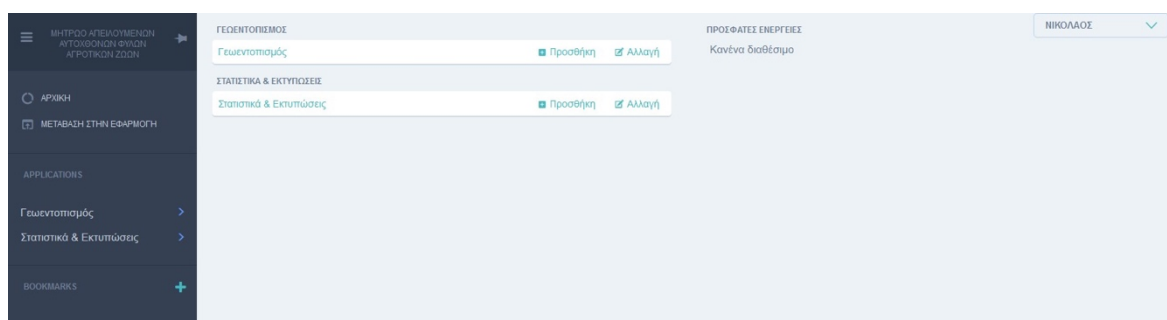 ΜΗΤΡΩΟ ΑΠΕΙΛΟΥΜΕΝΩΝ
ΑΥΤΟΧΘΟΝΩΝ ΦΥΛΩΝ
ΑΓΡΟΤΙΚΩΝ ΖΩΩΝ
ΑΡΧΙΚΗ
ΜΕΤΑΒΑΣΗ ΣΤΗΝ ΕΦΑΡΜΟΓΗ
APPLICATIONS
Γεωεντοπισμός
Στατιστικά & Εκτυπώσεις
BOOKMARKS
ΓΕΩΕΝΤΟΠΙΣΜΟΣ
Γεωεντοπισμός Προσθήκη Αλλαγή
ΣΤΑΤΙΣΤΙΚΑ & ΕΚΤΥΠΩΣΕΙΣ
Στατιστικά & Εκτυπώσεις Προσθήκη Αλλαγή
ΠΡΟΣΦΑΤΕΣ ΕΝΕΡΓΕΙΕΣ
Κανένα διαθέσιμο
ΝΙΚΟΛΑΟΣ